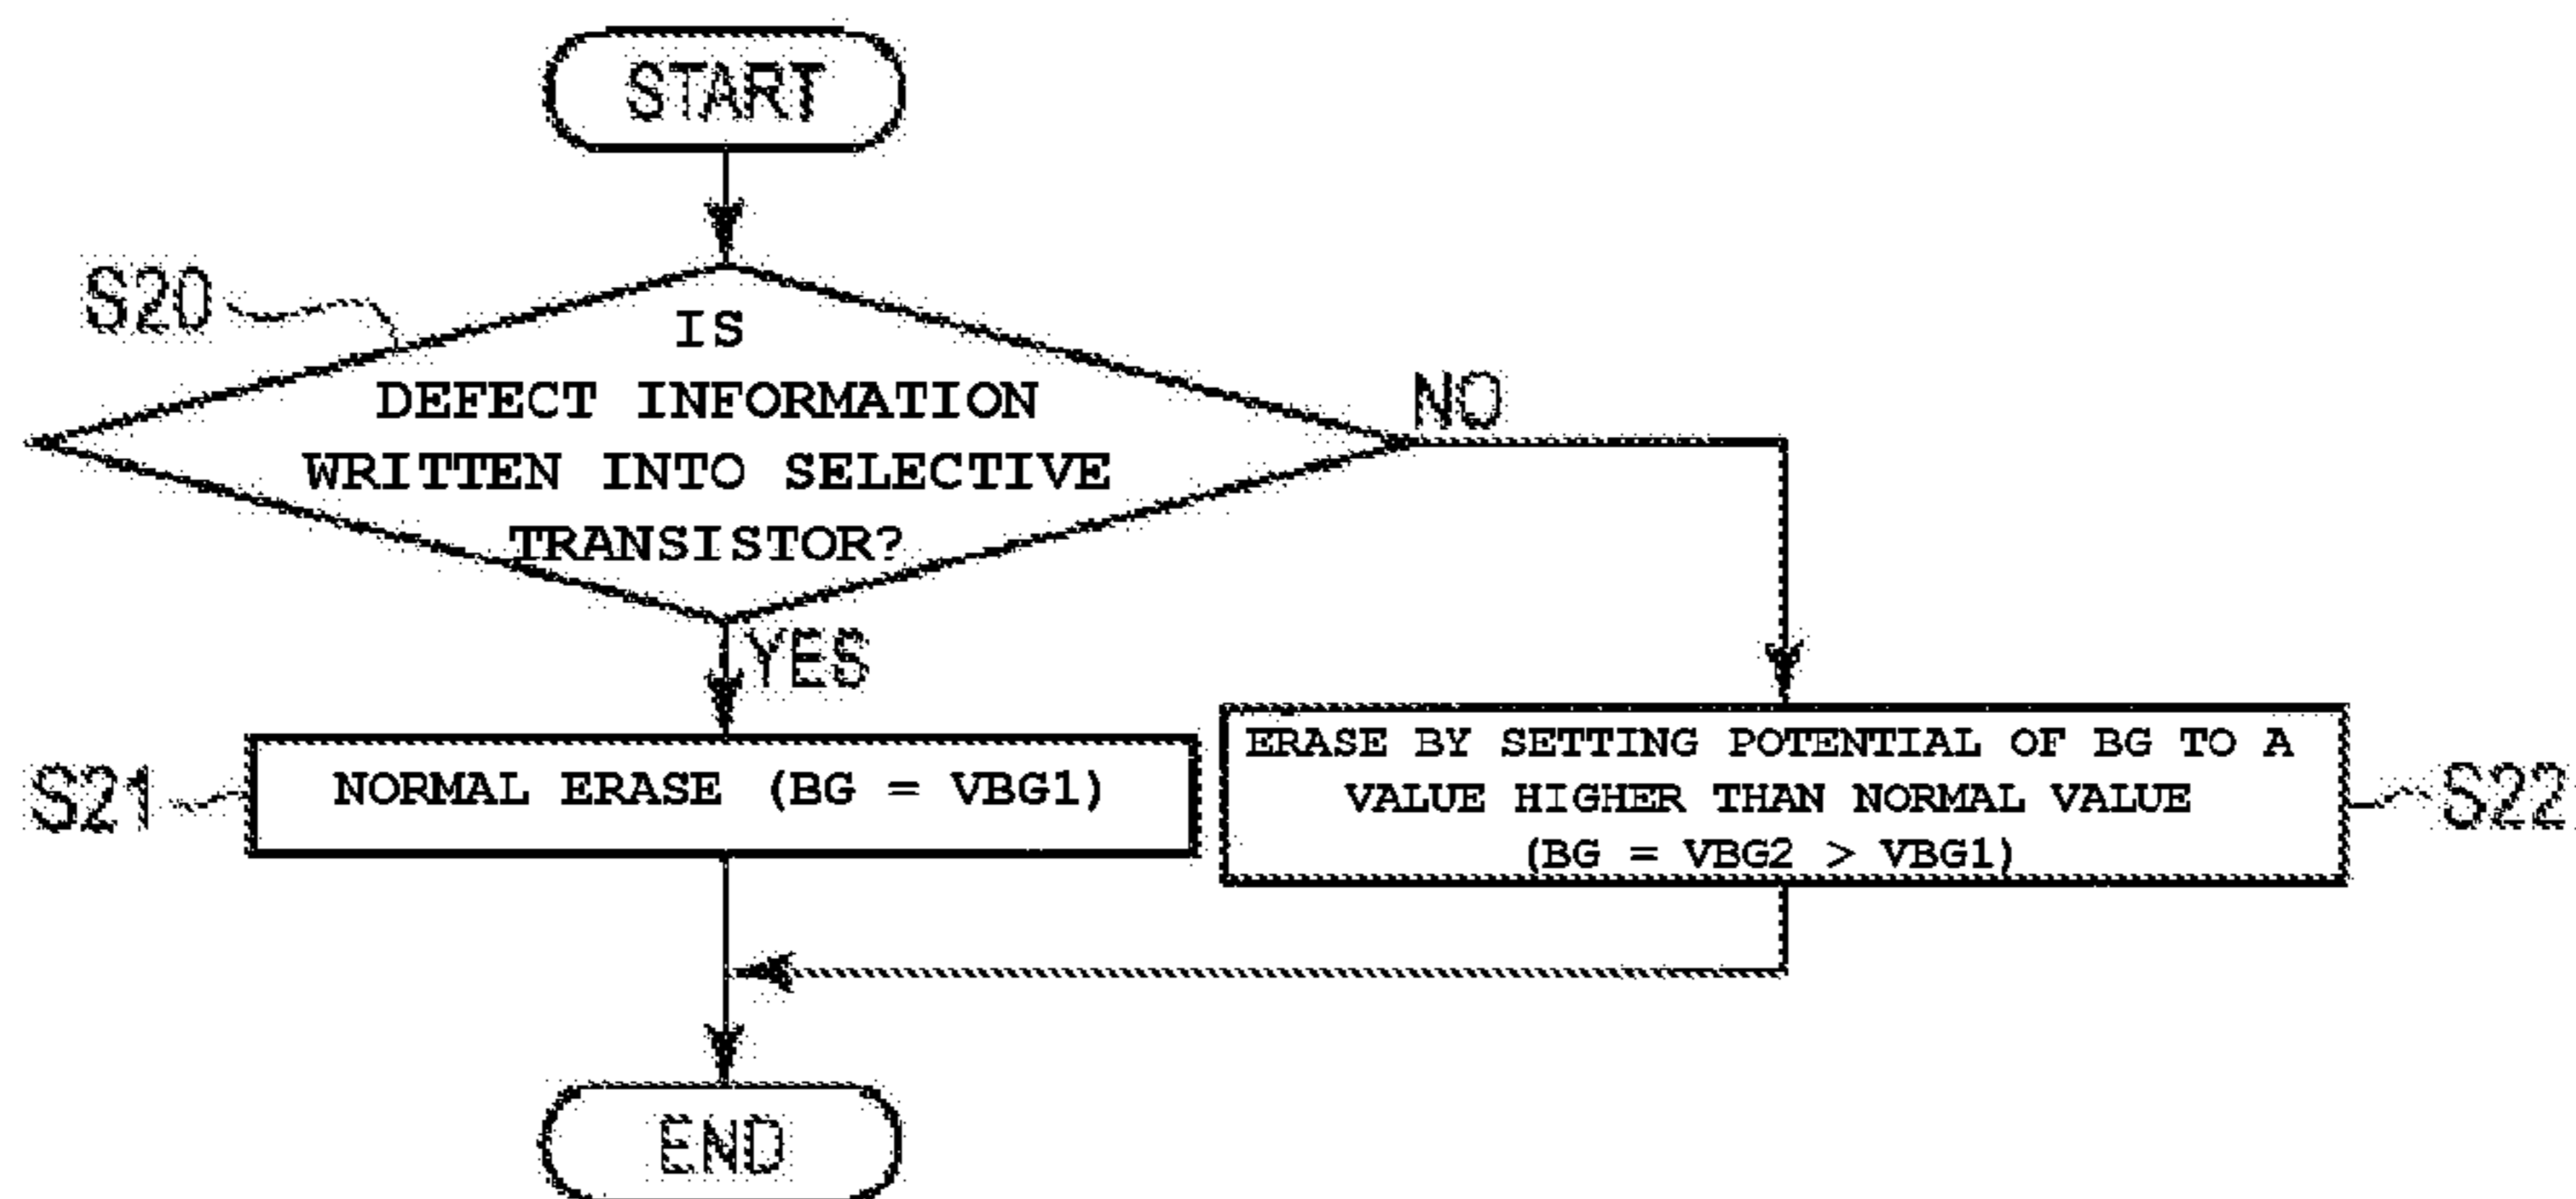 START
S20
IS
DEFECT INFORMATION
WRITTEN INTO SELECTIVE
TRANSISTOR?
NO
YES
S21
NORMAL ERASE (BG = VBG1)
ERASE BY SETTING POTENTIAL OF BG TO A
VALUE HIGHER THAN NORMAL VALUE
(BG = VBG2 > VBG1)
S22
END